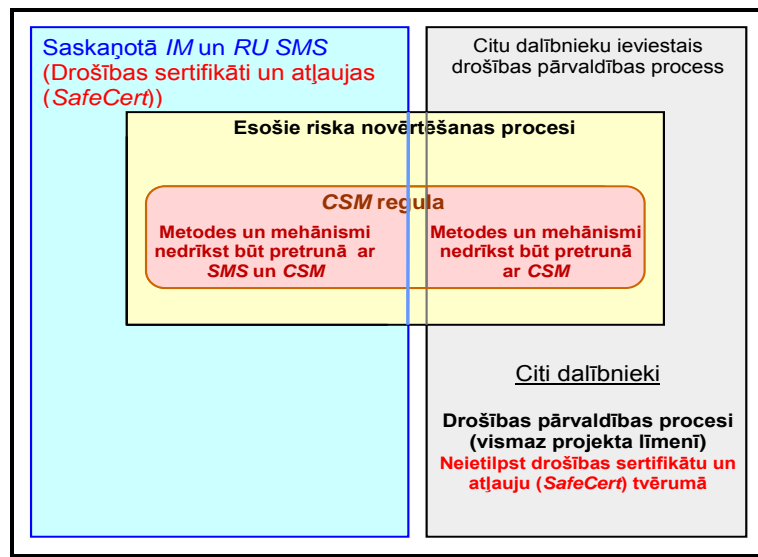 Saskaņotā IM un RU SMS
(Drošības sertifikāti un atļaujas
(SafeCert))
Citu dalībnieku ieviestais
drošības pārvaldības process
Esošie riska novērtēšanas procesi
CSM regula
Metodes un mehānismi
nedrīkst būt pretrunā ar
SMS un CSM
Metodes un mehānismi
nedrīkst būt pretrunā
ar CSM
Citi dalībnieki
Drošības pārvaldības procesi
(vismaz projekta līmenī)
Neietilpst drošības sertifikātu un
atļauju (SafeCert) tvērumā